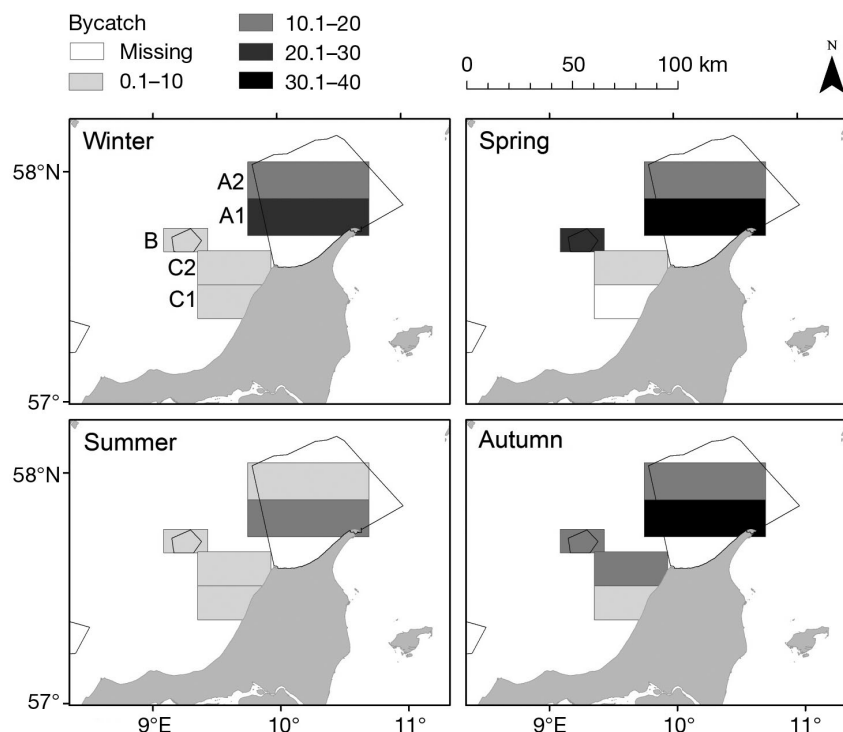 Bycatch
Missing
0.1–10
10.1–20
20.1–30
30.1–40
0 50 100 km
N
Winter
A2
A1
B
C2
C1
58°N
57°
Spring
Summer
58°N
57°
9°E 10° 11°
Autumn
9°E 10° 11°